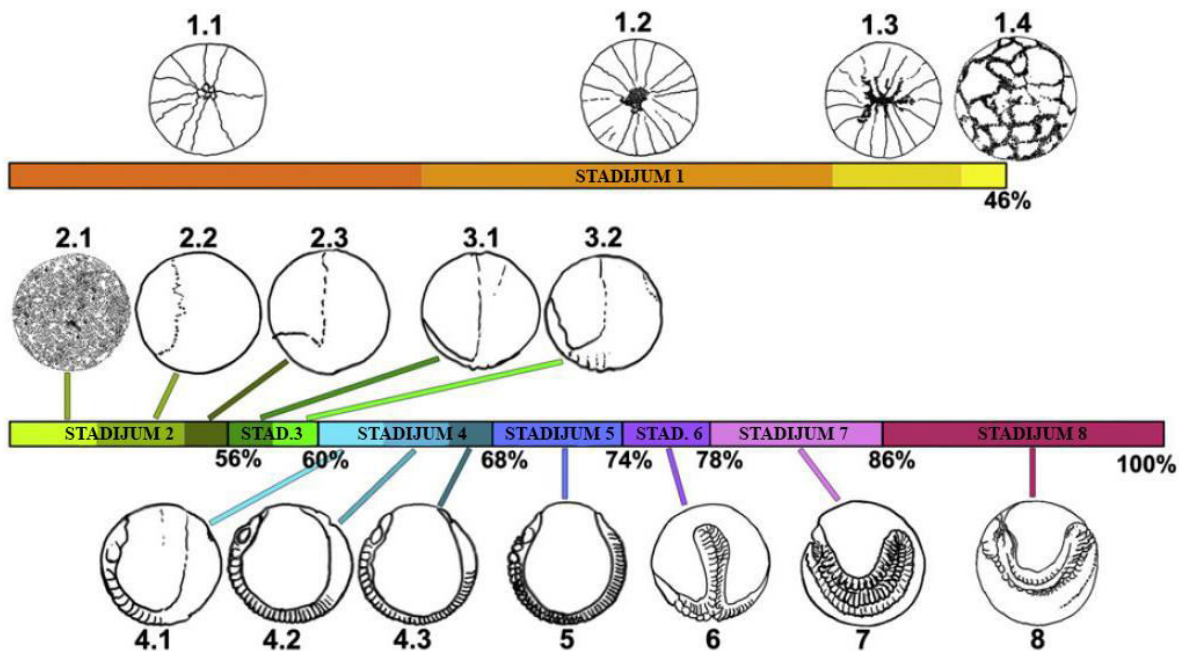 1.1 1.2 1.3 1.4
STADIJUM 1
46%
2.1 2.2 2.3 3.1 3.2
STADIJUM 2 STAD.3 STADIJUM 4 STADIJUM 5 STAD. 6 STADIJUM 7 STADIJUM 8
56% 60% 68% 74% 78% 86% 100%
4.1 4.2 4.3 5 6 7 8